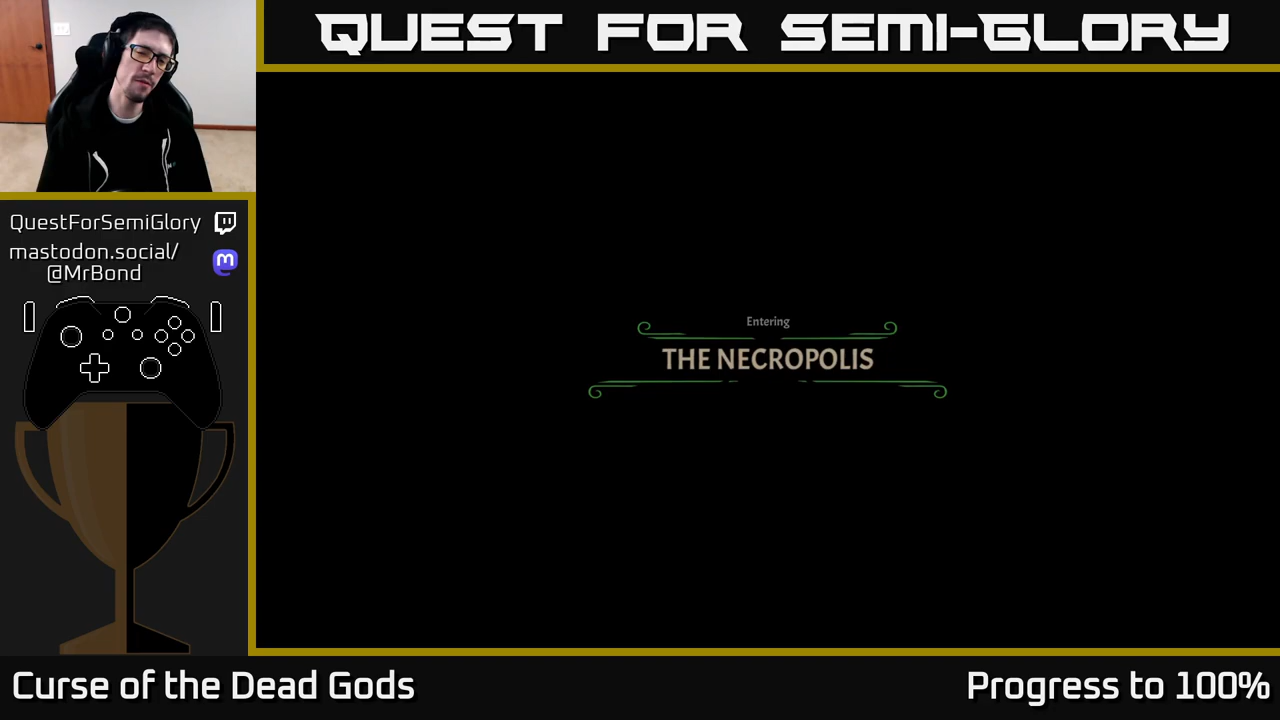 QUEST FOR SEMI-GLORY
QuestForSemiGlory
mastodon.social/
@MrBond
Entering
THE NECROPOLIS
Curse of the Dead Gods
Progress to 100%